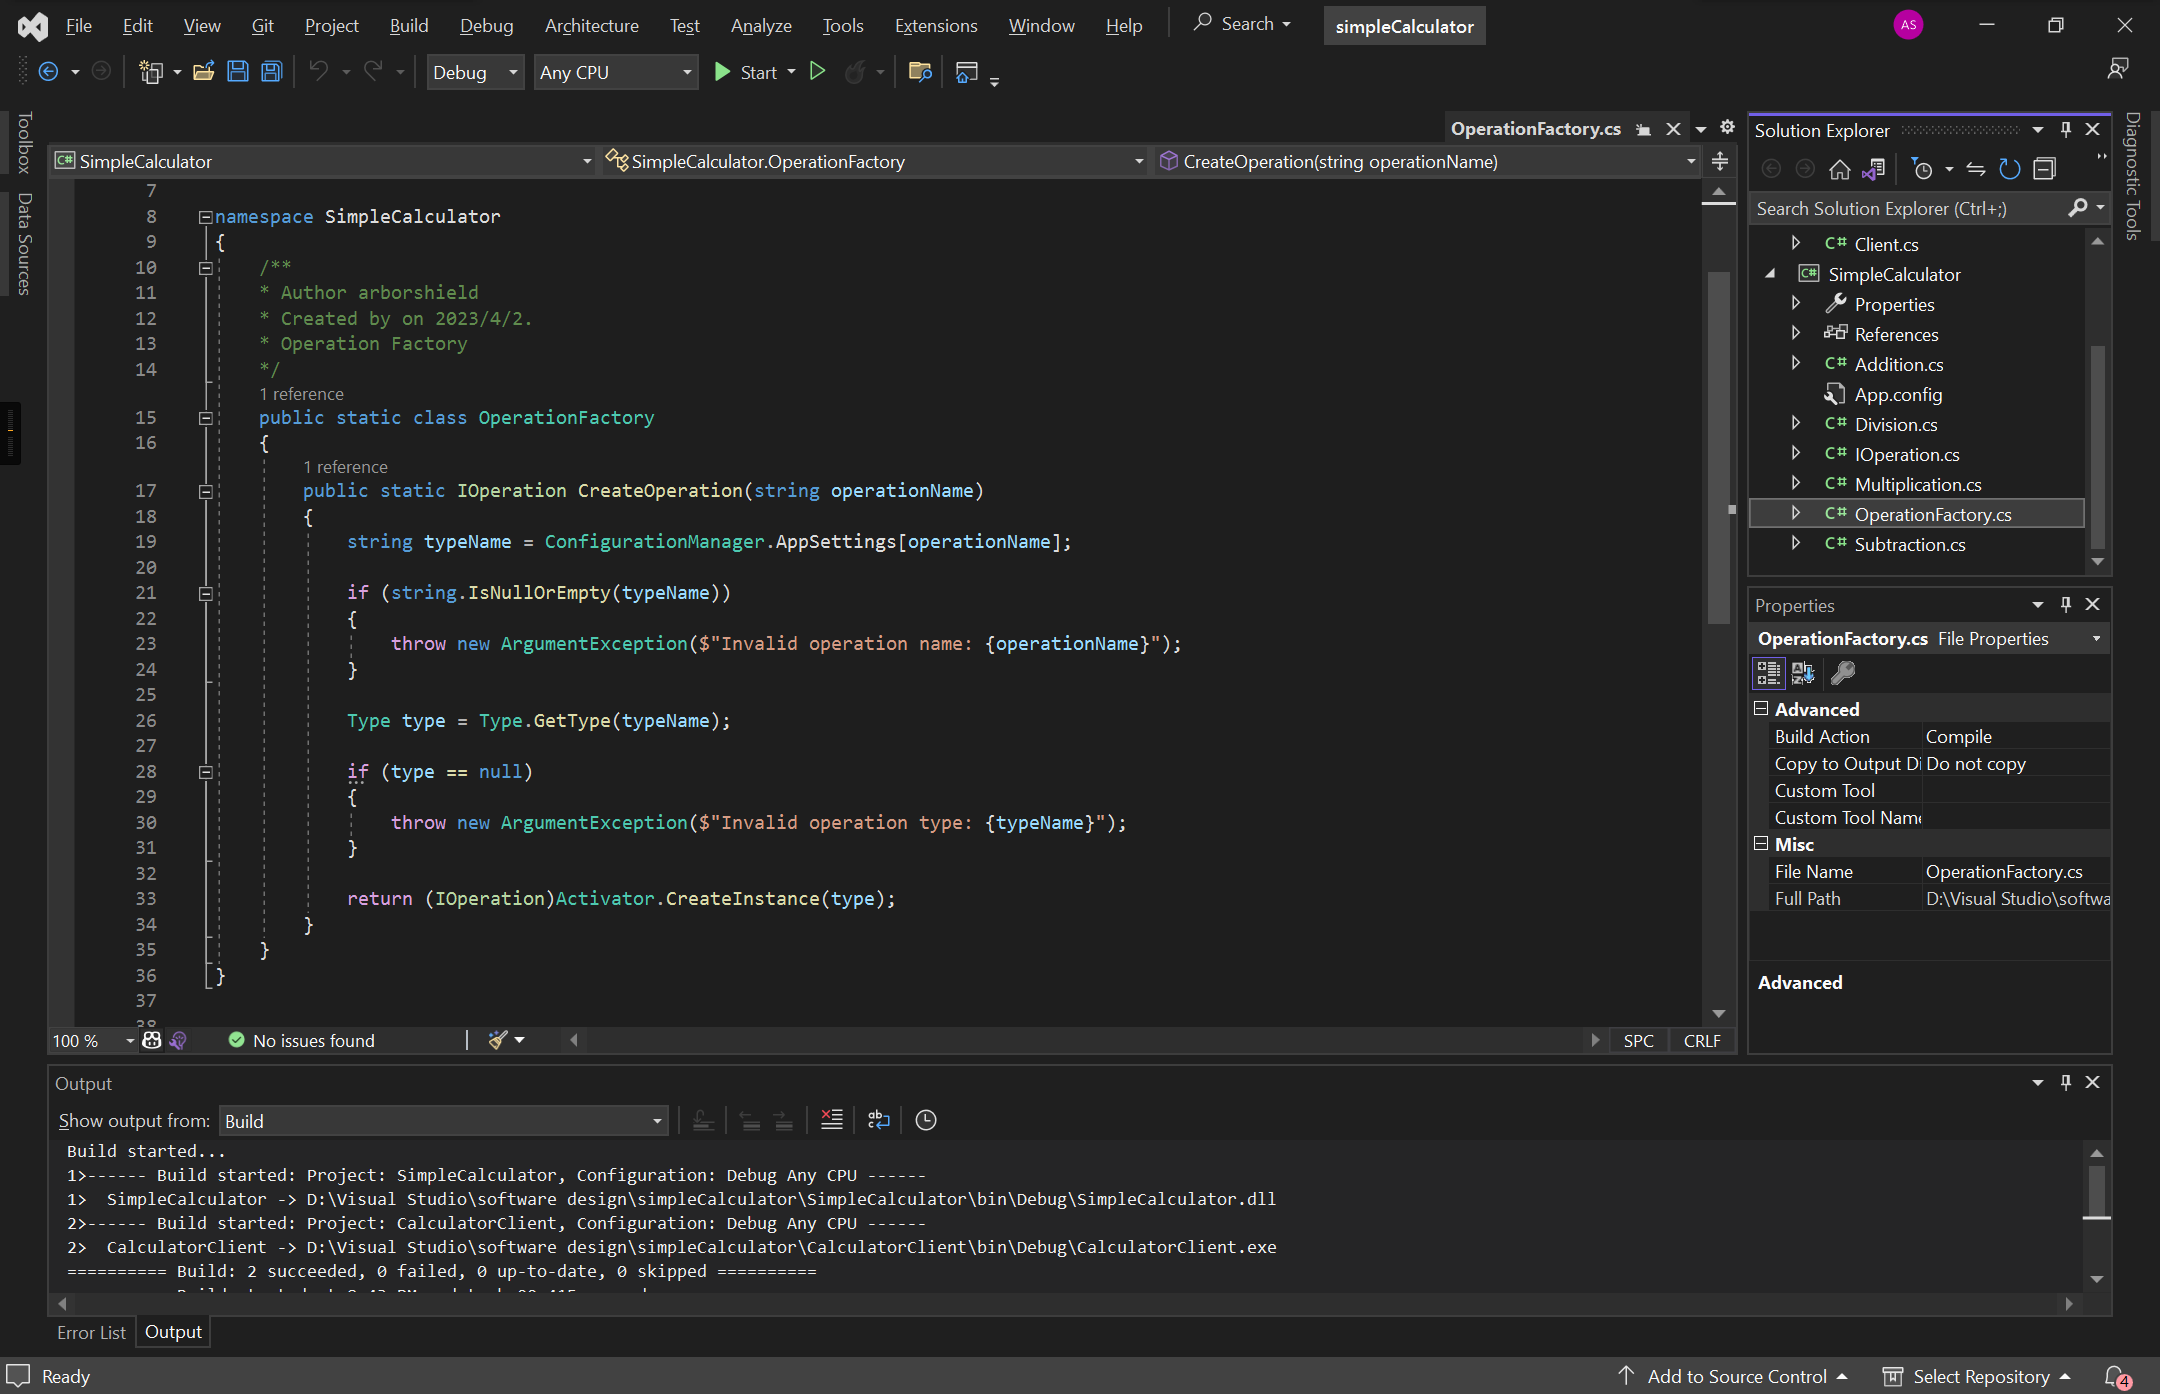 File Edit View Git Project Build Debug Architecture Test Analyze Tools Extensions Window Help Search simpleCalculator AS
Debug Any CPU Start
Toolbox
Data Sources
OperationFactory.cs
SimpleCalculator SimpleCalculator.OperationFactory CreateOperation(string operationName)
7
8 namespace SimpleCalculator
9 {
10 /**
11 * Author arborshield
12 * Created by on 2023/4/2.
13 * Operation Factory
14 */
1 reference
15 public static class OperationFactory
16 {
1 reference
17 public static IOperation CreateOperation(string operationName)
18 {
19 string typeName = ConfigurationManager.AppSettings[operationName];
20
21 if (string.IsNullOrEmpty(typeName))
22 {
23 throw new ArgumentException($"Invalid operation name: {operationName}");
24 }
25
26 Type type = Type.GetType(typeName);
27
28 if (type == null)
29 {
30 throw new ArgumentException($"Invalid operation type: {typeName}");
31 }
32
33 return (IOperation)Activator.CreateInstance(type);
34 }
35 }
36 }
37
38
100 % No issues found SPC CRLF
Solution Explorer
Search Solution Explorer (Ctrl+;)
C# Client.cs
C# SimpleCalculator
Properties
References
C# Addition.cs
App.config
C# Division.cs
C# IOperation.cs
C# Multiplication.cs
C# OperationFactory.cs
C# Subtraction.cs
Diagnostic Tools
Properties
OperationFactory.cs File Properties
Advanced
Build Action Compile
Copy to Output Di Do not copy
Custom Tool
Custom Tool Name
Misc
File Name OperationFactory.cs
Full Path D:\Visual Studio\softwa
Advanced
Output
Show output from: Build
Build started...
1>------ Build started: Project: SimpleCalculator, Configuration: Debug Any CPU ------
1> SimpleCalculator -> D:\Visual Studio\software design\simpleCalculator\SimpleCalculator\bin\Debug\SimpleCalculator.dll
2>------ Build started: Project: CalculatorClient, Configuration: Debug Any CPU ------
2> CalculatorClient -> D:\Visual Studio\software design\simpleCalculator\CalculatorClient\bin\Debug\CalculatorClient.exe
========== Build: 2 succeeded, 0 failed, 0 up-to-date, 0 skipped ==========
Error List Output
Ready Add to Source Control Select Repository 4